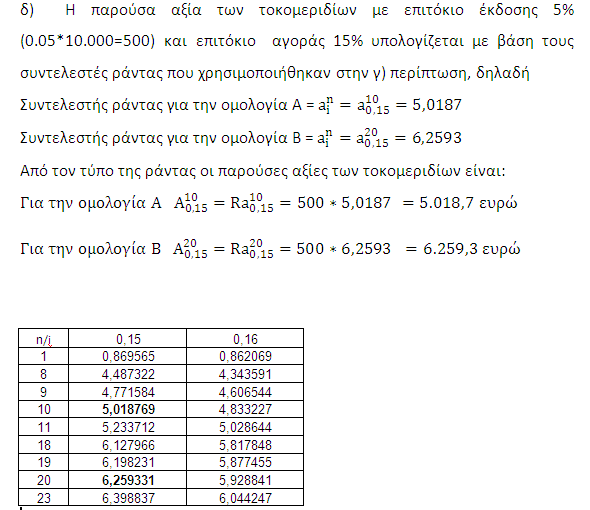 δ) Η παρούσα αξία των τοκομεριδίων με επιτόκιο έκδοσης 5%
(0.05*10.000=500) και επιτόκιο αγοράς 15% υπολογίζεται με βάση τους
συντελεστές ράντας που χρησιμοποιήθηκαν στην γ) περίπτωση, δηλαδή
Συντελεστής ράντας για την ομολογία Α = a_i^n = a_{0,15}^{10} = 5,0187
Συντελεστής ράντας για την ομολογία Β = a_i^n = a_{0,15}^{20} = 6,2593
Από τον τύπο της ράντας οι παρούσες αξίες των τοκομεριδίων είναι:
Για την ομολογία Α A_{0,15}^{10} = Ra_{0,15}^{10} = 500 ∗ 5,0187 = 5.018,7 ευρώ
Για την ομολογία Β A_{0,15}^{20} = Ra_{0,15}^{20} = 500 ∗ 6,2593 = 6.259,3 ευρώ
n/i 0,15 0,16
1 0,869565 0,862069
8 4,487322 4,343591
9 4,771584 4,606544
10 5,018769 4,833227
11 5,233712 5,028644
18 6,127966 5,817848
19 6,198231 5,877455
20 6,259331 5,928841
23 6,398837 6,044247